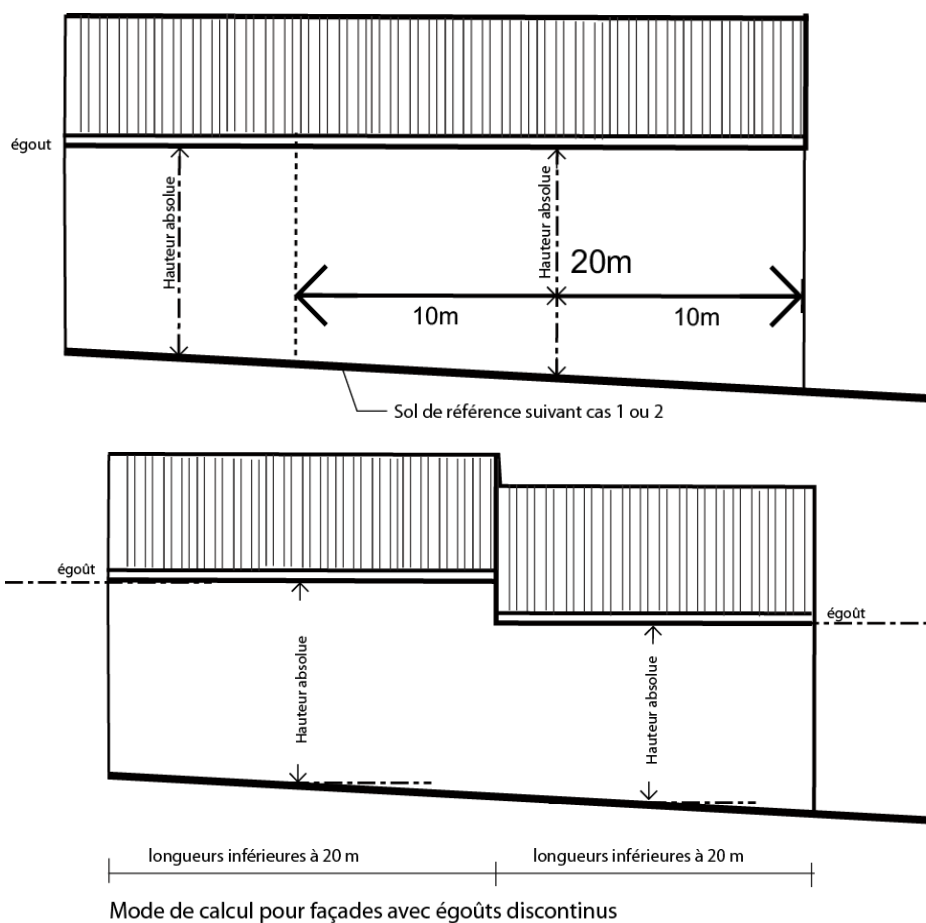 égout
Hauteur absolue
Hauteur absolue
20m
10m
10m
Sol de référence suivant cas 1 ou 2
égoût
égoût
Hauteur absolue
Hauteur absolue
longueurs inférieures à 20 m
longueurs inférieures à 20 m
Mode de calcul pour façades avec égoûts discontinus